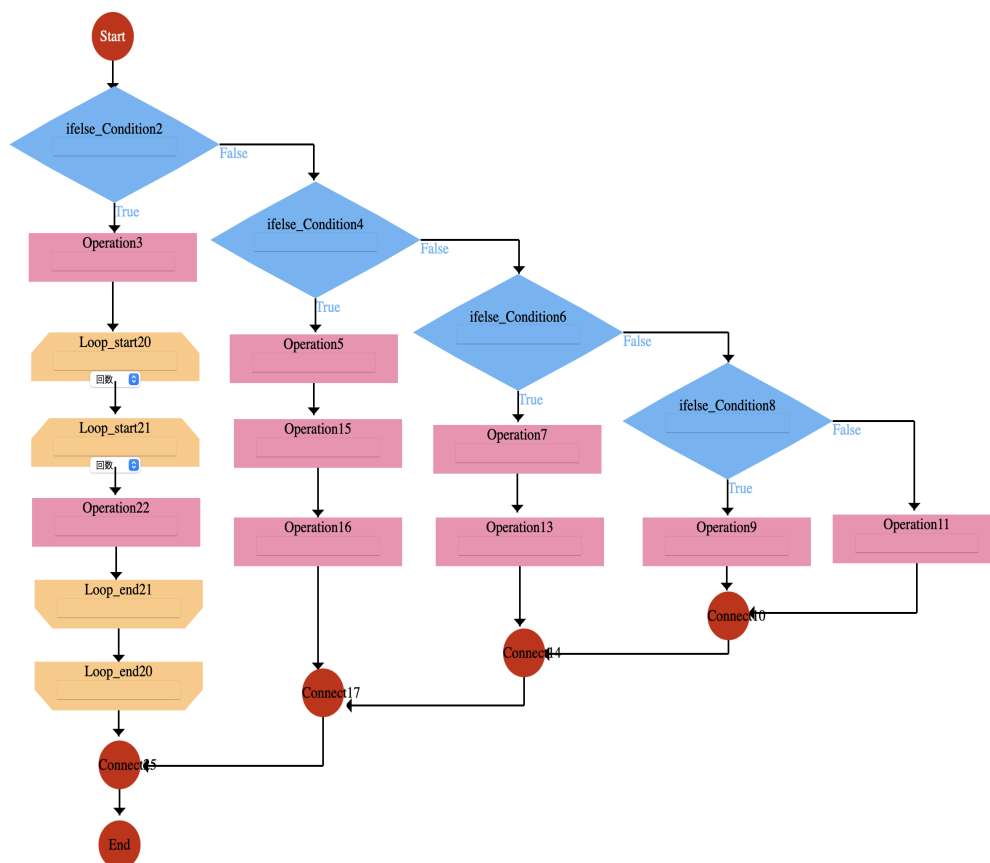 Start
ifelse_Condition2
False
True
ifelse_Condition4
False
True
ifelse_Condition6
False
True
ifelse_Condition8
False
True
Operation3
Loop_start20
回数
Loop_start21
回数
Operation22
Loop_end21
Loop_end20
Operation5
Operation15
Operation16
Operation7
Operation13
Operation9
Operation11
Connect10
Connect14
Connect17
Connect25
End